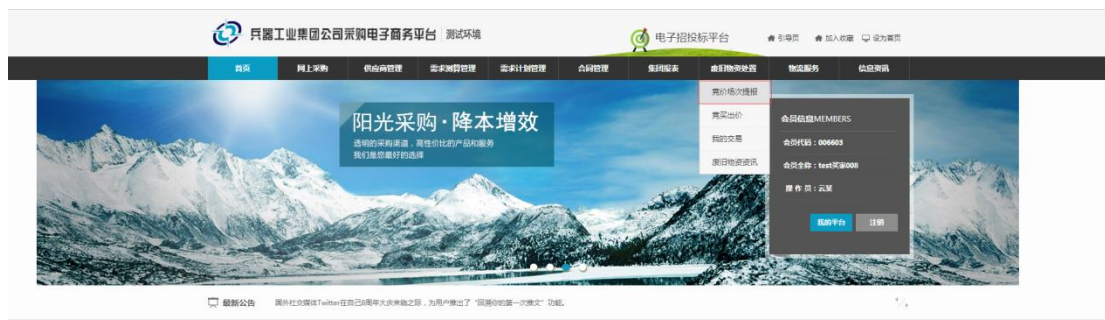 兵器工业集团公司采购电子商务平台 测试环境
电子招投标平台
引导页 加入收藏 设为首页
首页 网上采购 供应商管理 需求测算管理 需求计划管理 合同管理 集团报表 废旧物资处置 物流服务 信息资讯
竞价场次提报
竞买出价
我的交易
废旧物资资讯
阳光采购·降本增效
透明的采购渠道，高性价比的产品和服务
我们是您最好的选择
会员信息MEMBERS
会员代码：006603
会员全称：test买家008
操作员：云某
我的平台 注销
最新公告 国外社交媒体Twitter在自己8周年大庆来临之际，为用户推出了“回溯你的第一次推文”功能。